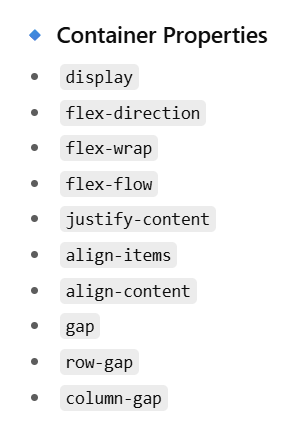 Container Properties
display
flex-direction
flex-wrap
flex-flow
justify-content
align-items
align-content
gap
row-gap
column-gap